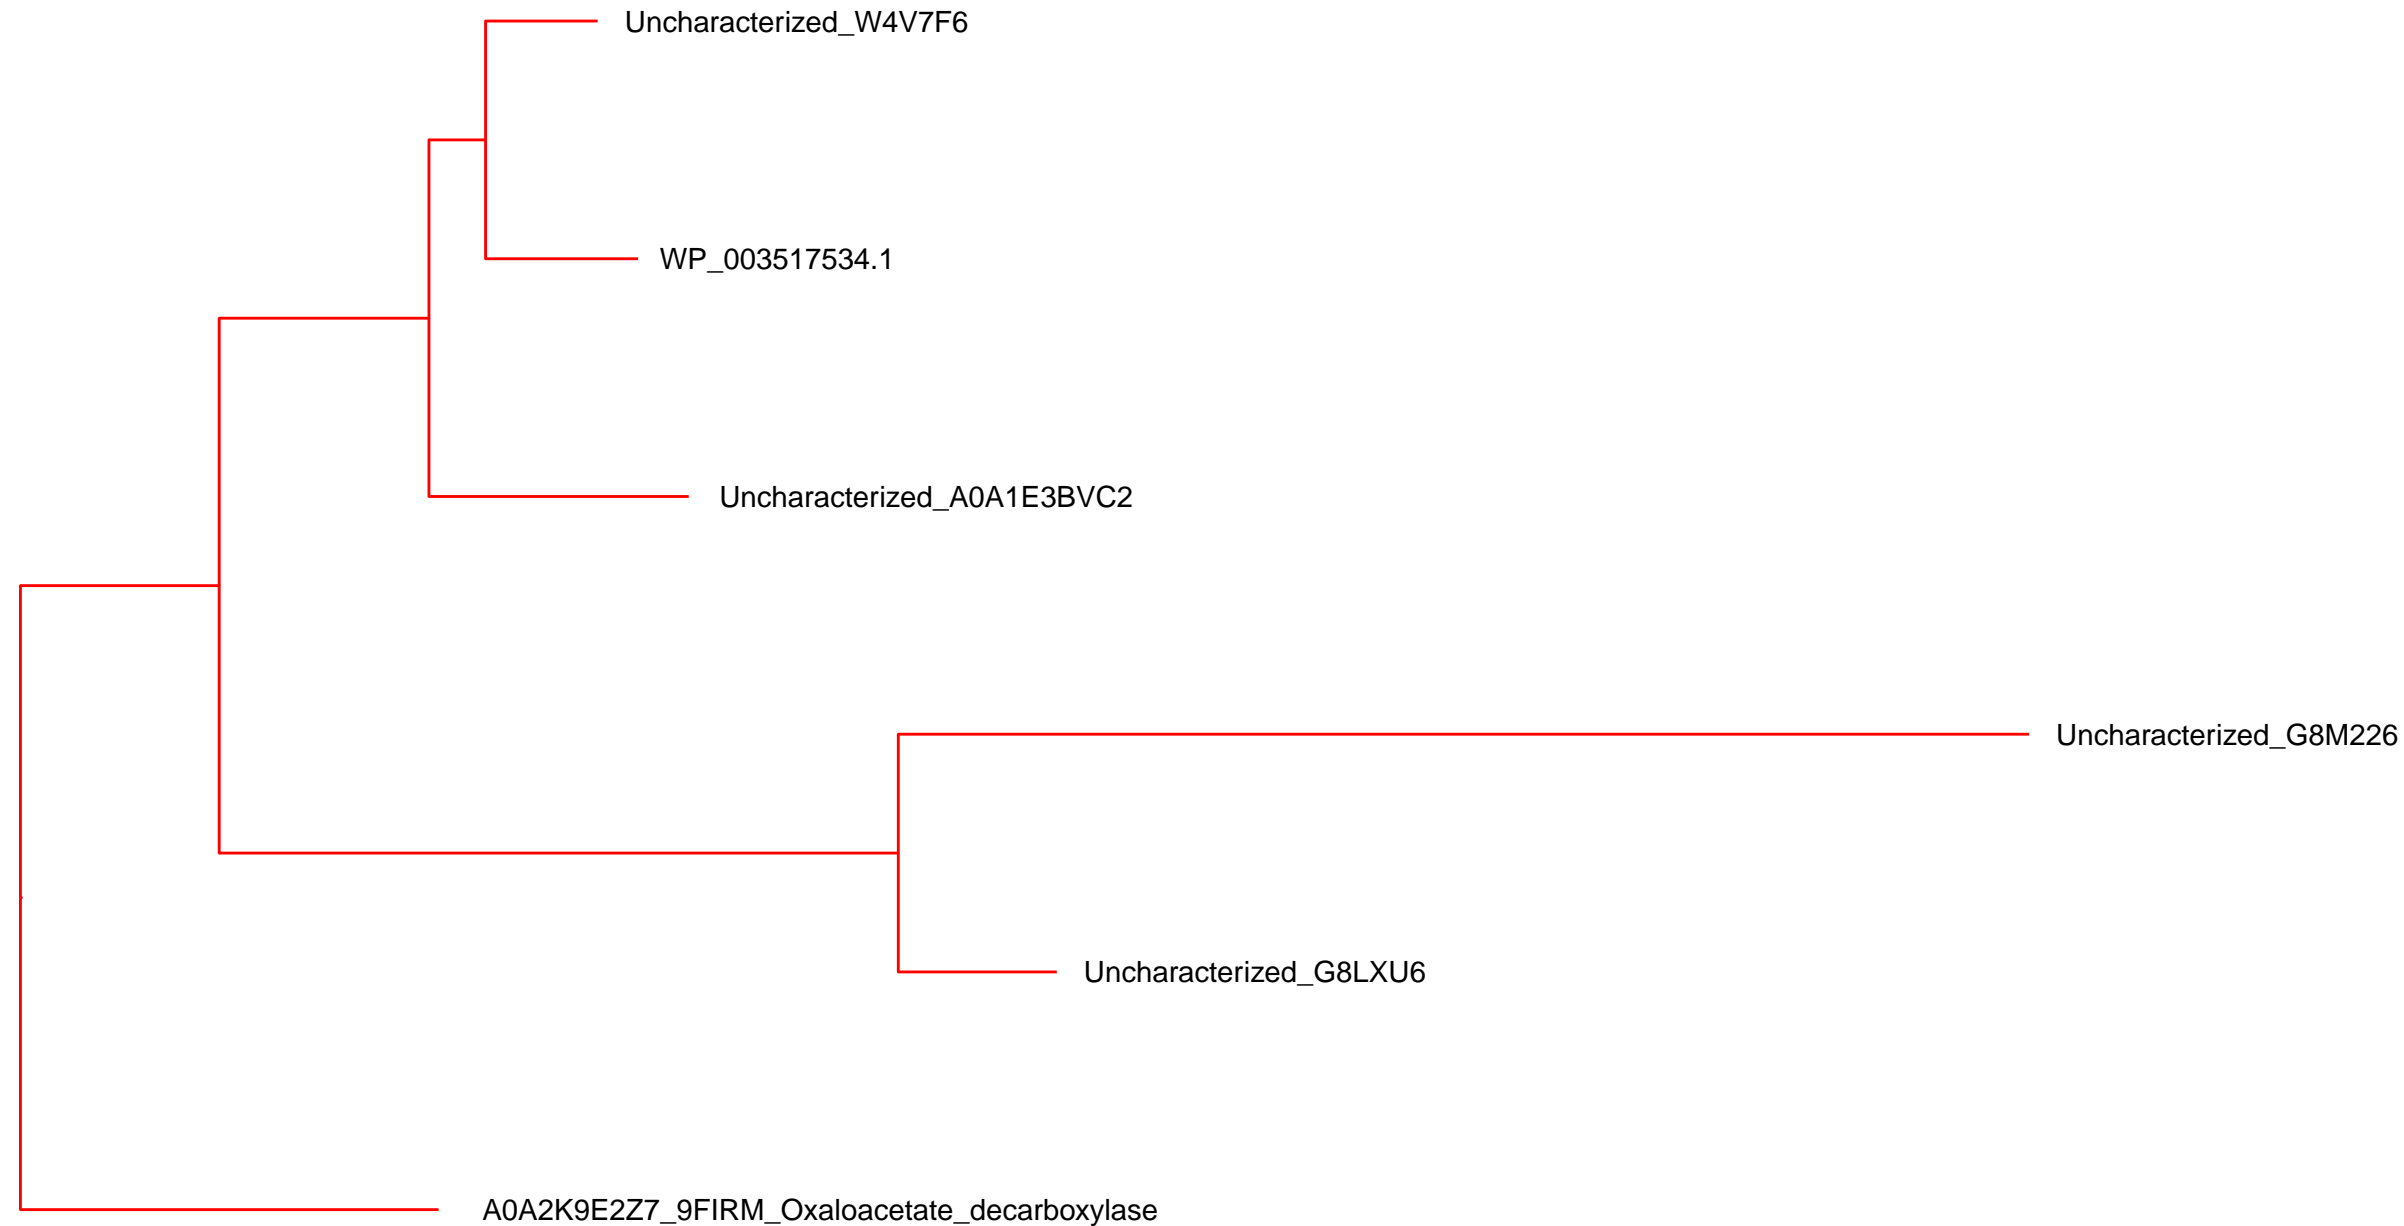 Uncharacterized_W4V7F6
WP_003517534.1
Uncharacterized_A0A1E3BVC2
Uncharacterized_G8M226
Uncharacterized_G8LXU6
A0A2K9E2Z7_9FIRM_Oxaloacetate_decarboxylase